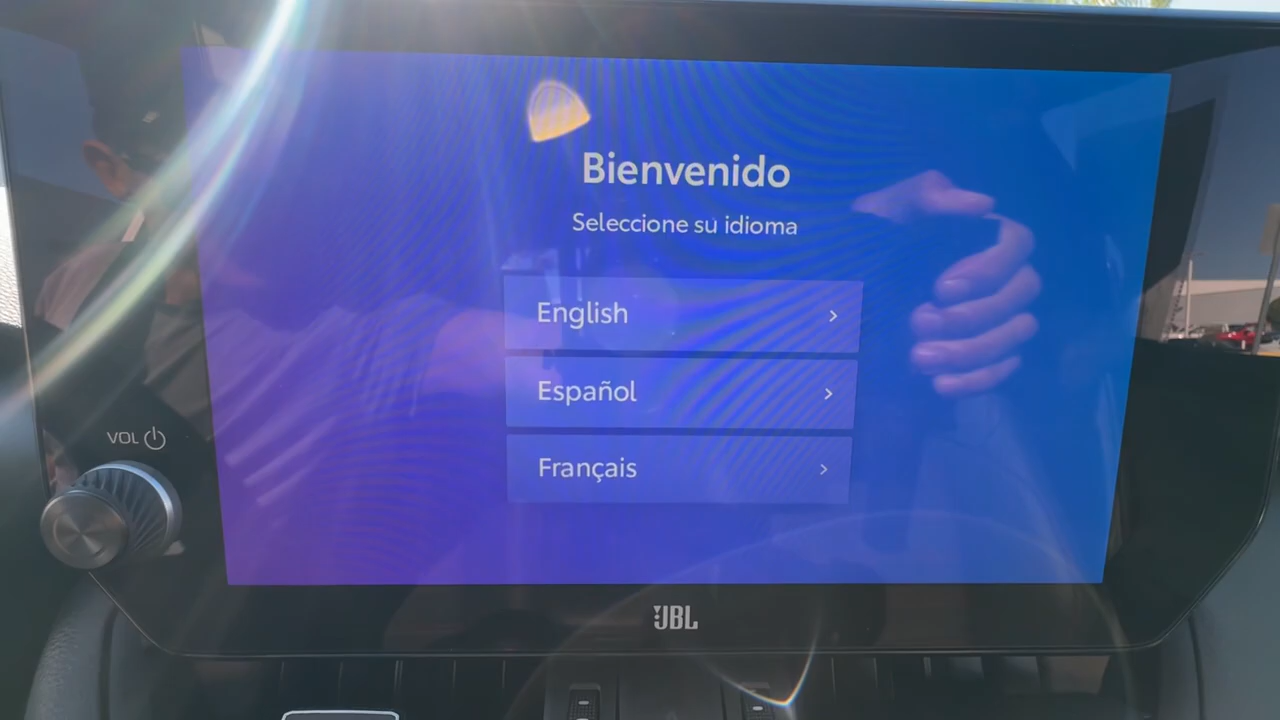 Bienvenido
Seleccione su idioma
English
Español
Français
VOL
JBL